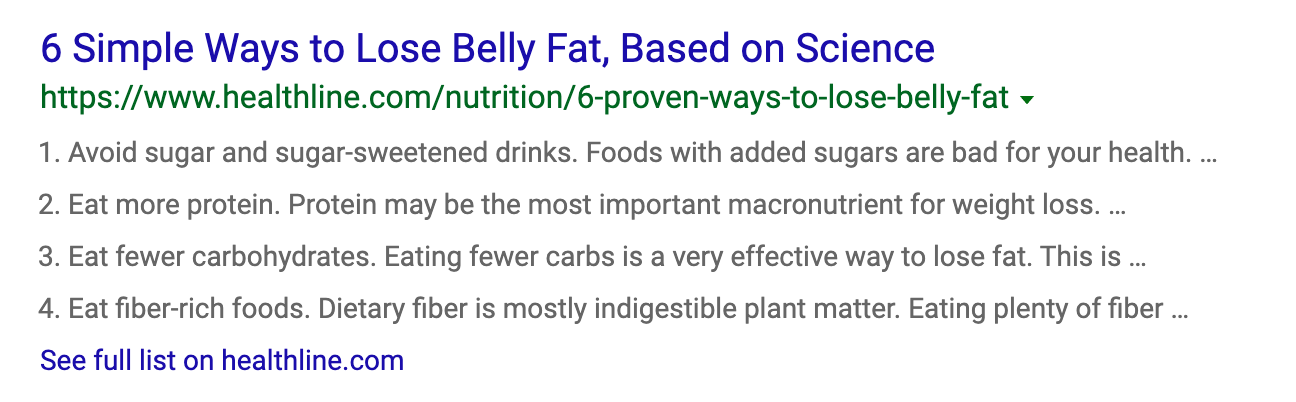 6 Simple Ways to Lose Belly Fat, Based on Science
https://www.healthline.com/nutrition/6-proven-ways-to-lose-belly-fat
1. Avoid sugar and sugar-sweetened drinks. Foods with added sugars are bad for your health. ...
2. Eat more protein. Protein may be the most important macronutrient for weight loss. ...
3. Eat fewer carbohydrates. Eating fewer carbs is a very effective way to lose fat. This is ...
4. Eat fiber-rich foods. Dietary fiber is mostly indigestible plant matter. Eating plenty of fiber ...
See full list on healthline.com